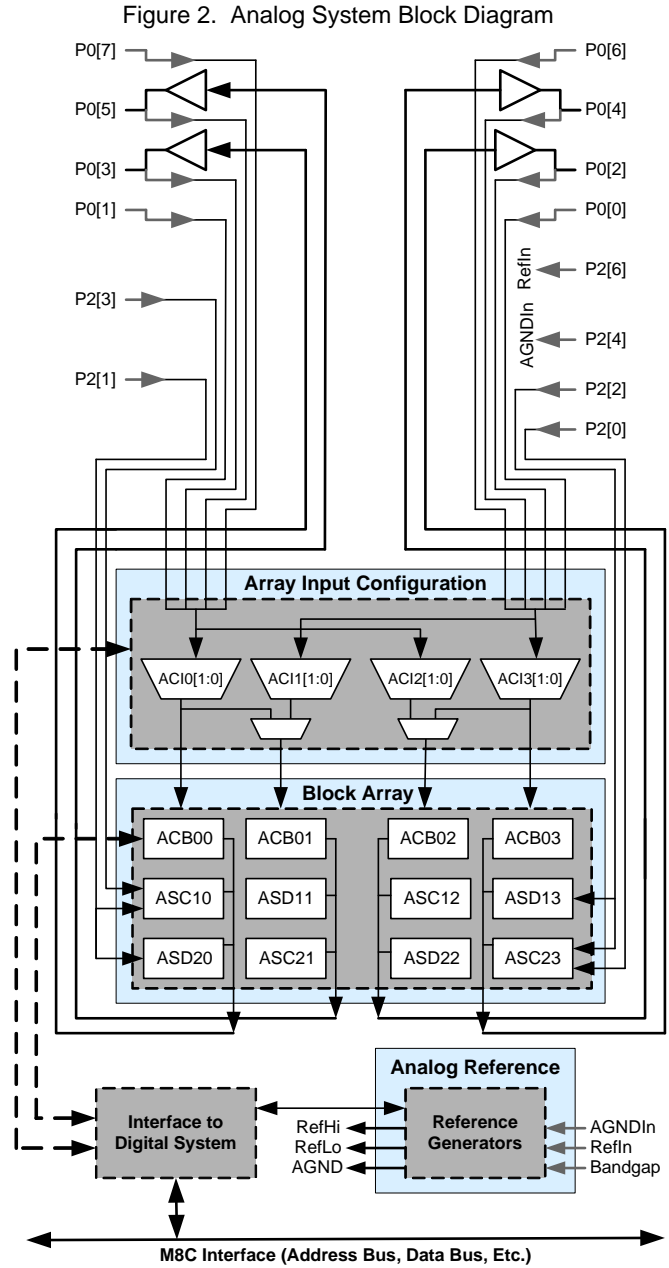 Figure 2. Analog System Block Diagram
P0[7]
P0[6]
P0[5]
P0[4]
P0[3]
P0[2]
P0[1]
P0[0]
RefIn
P2[6]
P2[3]
AGNDIn
P2[4]
P2[1]
P2[2]
P2[0]
Array Input Configuration
ACI0[1:0]
ACI1[1:0]
ACI2[1:0]
ACI3[1:0]
Block Array
ACB00
ACB01
ACB02
ACB03
ASC10
ASD11
ASC12
ASD13
ASD20
ASC21
ASD22
ASC23
Analog Reference
Interface to
Digital System
RefHi
RefLo
AGND
Reference
Generators
AGNDIn
RefIn
Bandgap
M8C Interface (Address Bus, Data Bus, Etc.)